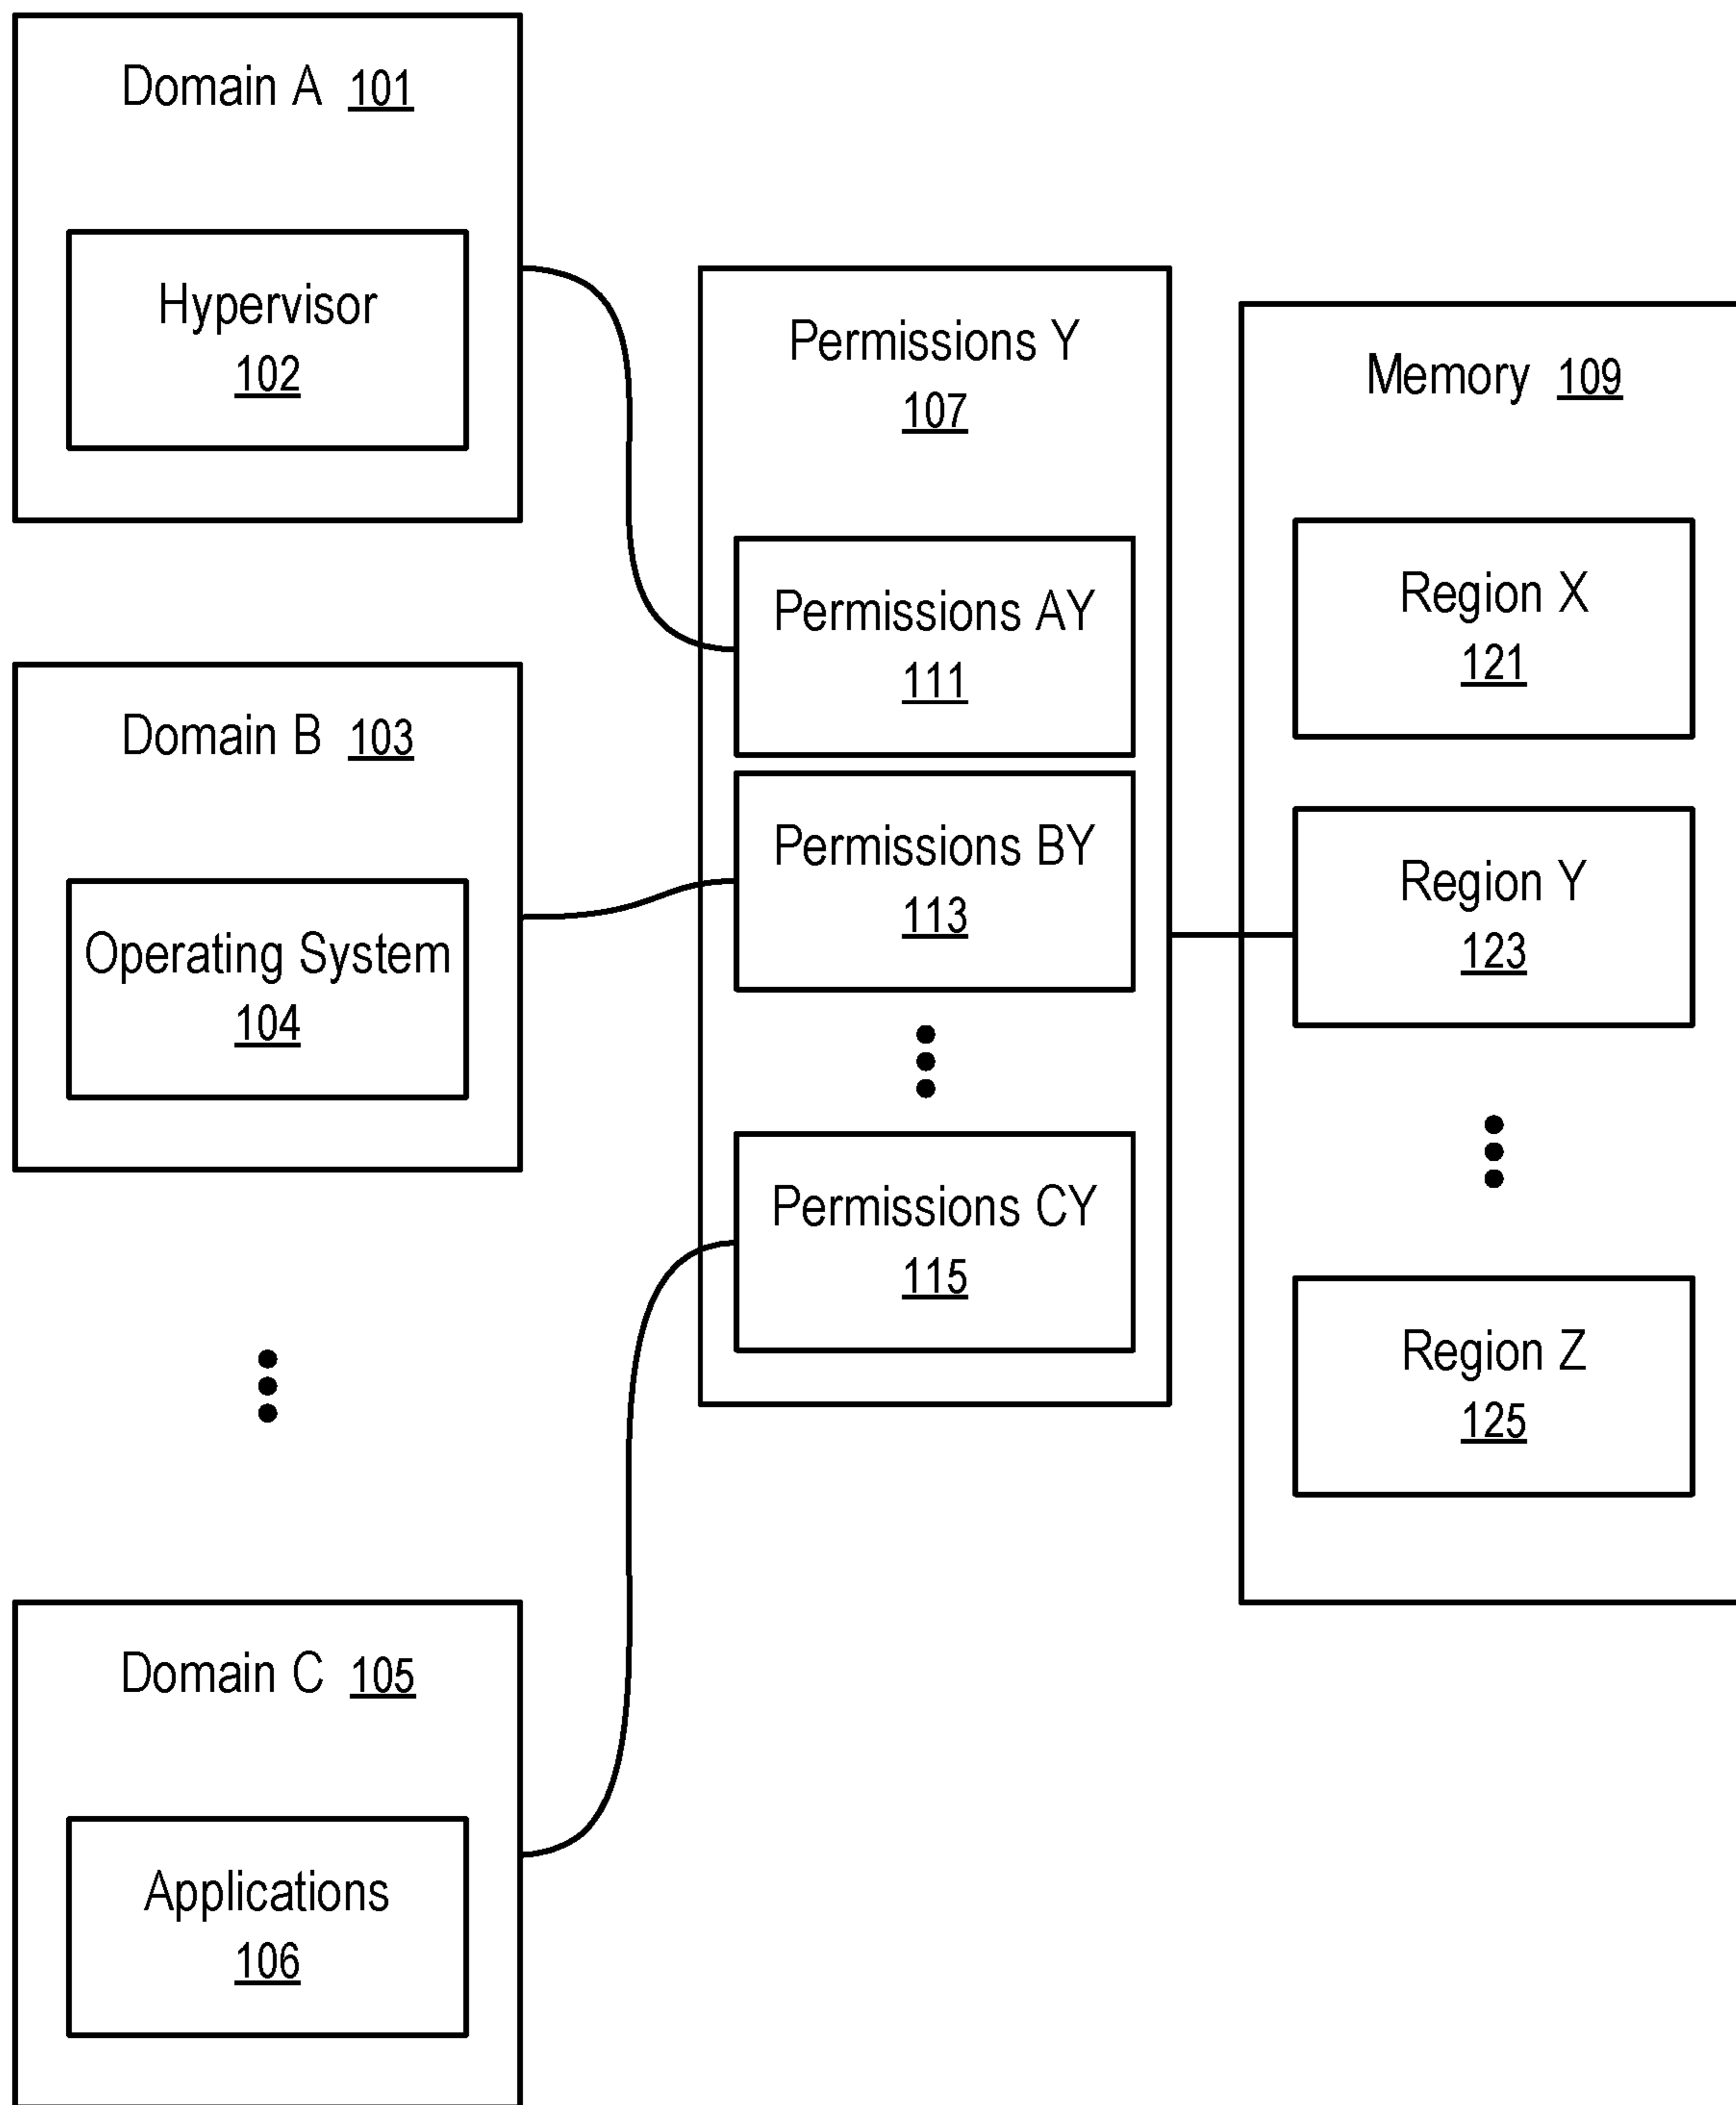 Domain A 101
Hypervisor
102
Domain B 103
Operating System
104
Domain C 105
Applications
106
Permissions Y
107
Permissions AY
111
Permissions BY
113
Permissions CY
115
Memory 109
Region X
121
Region Y
123
Region Z
125